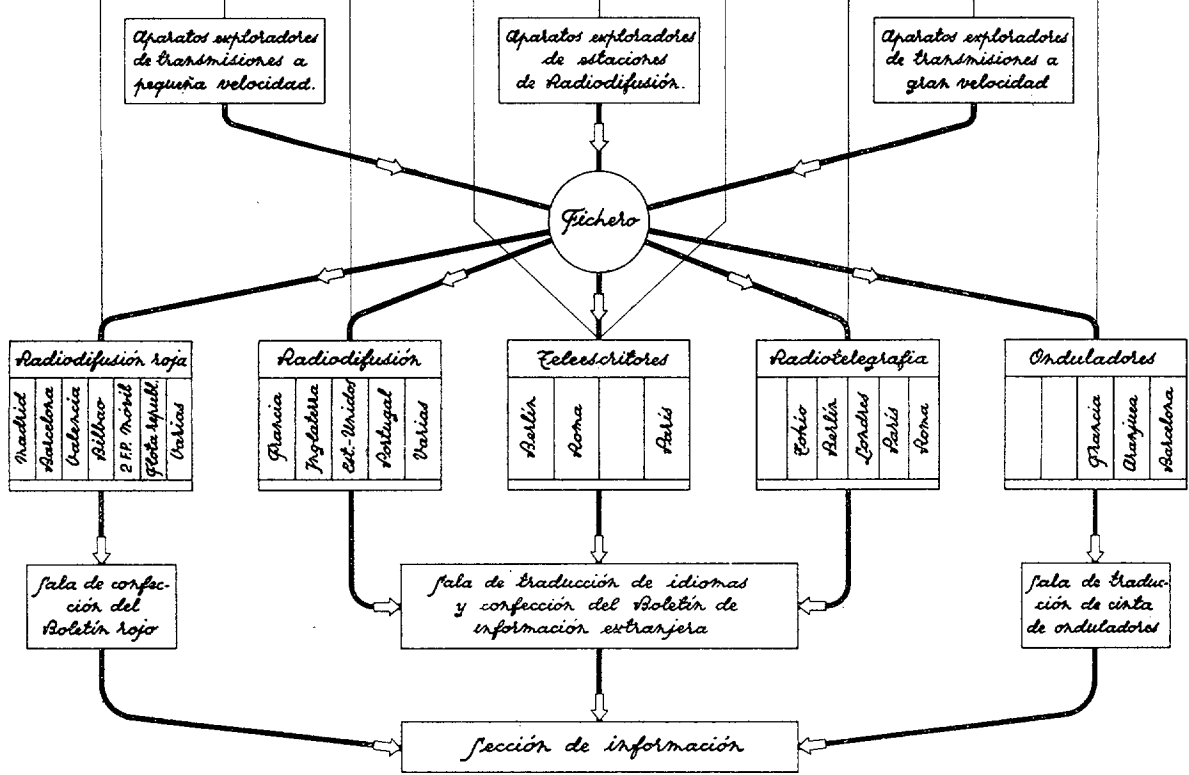 Aparatos exploradores
de transmisiones a
pequeña velocidad.
Aparatos exploradores
de estaciones
de Radiodifusión.
Aparatos exploradores
de transmisiones a
gran velocidad
Fichero
Radiodifusión roja
Madrid
Barcelona
Valencia
Bilbao
2 F.P. Móvil
Flota republ.
Varias
Radiodifusión
Francia
Inglaterra
Est.-Unidos
Portugal
Varias
Teleescritores
Berlín
Roma
París
Radiotelegrafia
Tokio
Berlín
Londres
París
Roma
Onduladores
Francia
Aranjuez
Barcelona
Sala de confec-
ción del
Boletín rojo
Sala de traducción de idiomas
y confección del Boletín de
información extranjera
Sala de traduc-
ción de cinta
de onduladores
Sección de información